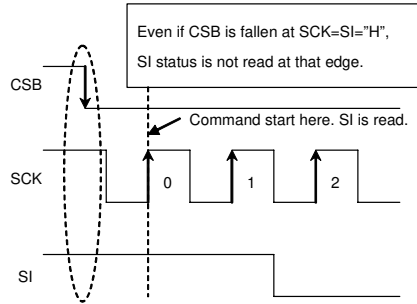 Even if CSB is fallen at SCK=SI=”H”,
SI status is not read at that edge.
CSB
Command start here. SI is read.
SCK
0
1
2
SI